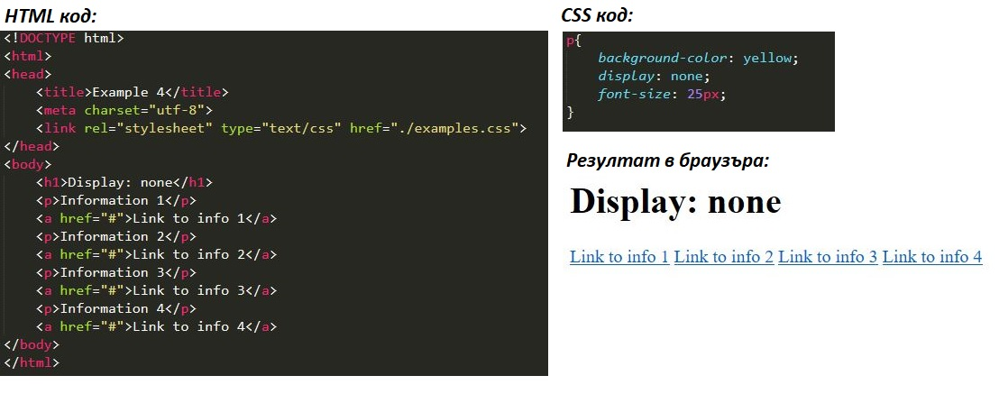 HTML код:
<!DOCTYPE html>
<html>
<head>
    <title>Example 4</title>
    <meta charset="utf-8">
    <link rel="stylesheet" type="text/css" href="./examples.css">
</head>
<body>
    <h1>Display: none</h1>
    <p>Information 1</p>
    <a href="#">Link to info 1</a>
    <p>Information 2</p>
    <a href="#">Link to info 2</a>
    <p>Information 3</p>
    <a href="#">Link to info 3</a>
    <p>Information 4</p>
    <a href="#">Link to info 4</a>
</body>
</html>
CSS код:
p{
    background-color: yellow;
    display: none;
    font-size: 25px;
}
Резултат в браузъра:
Display: none
Link to info 1 Link to info 2 Link to info 3 Link to info 4